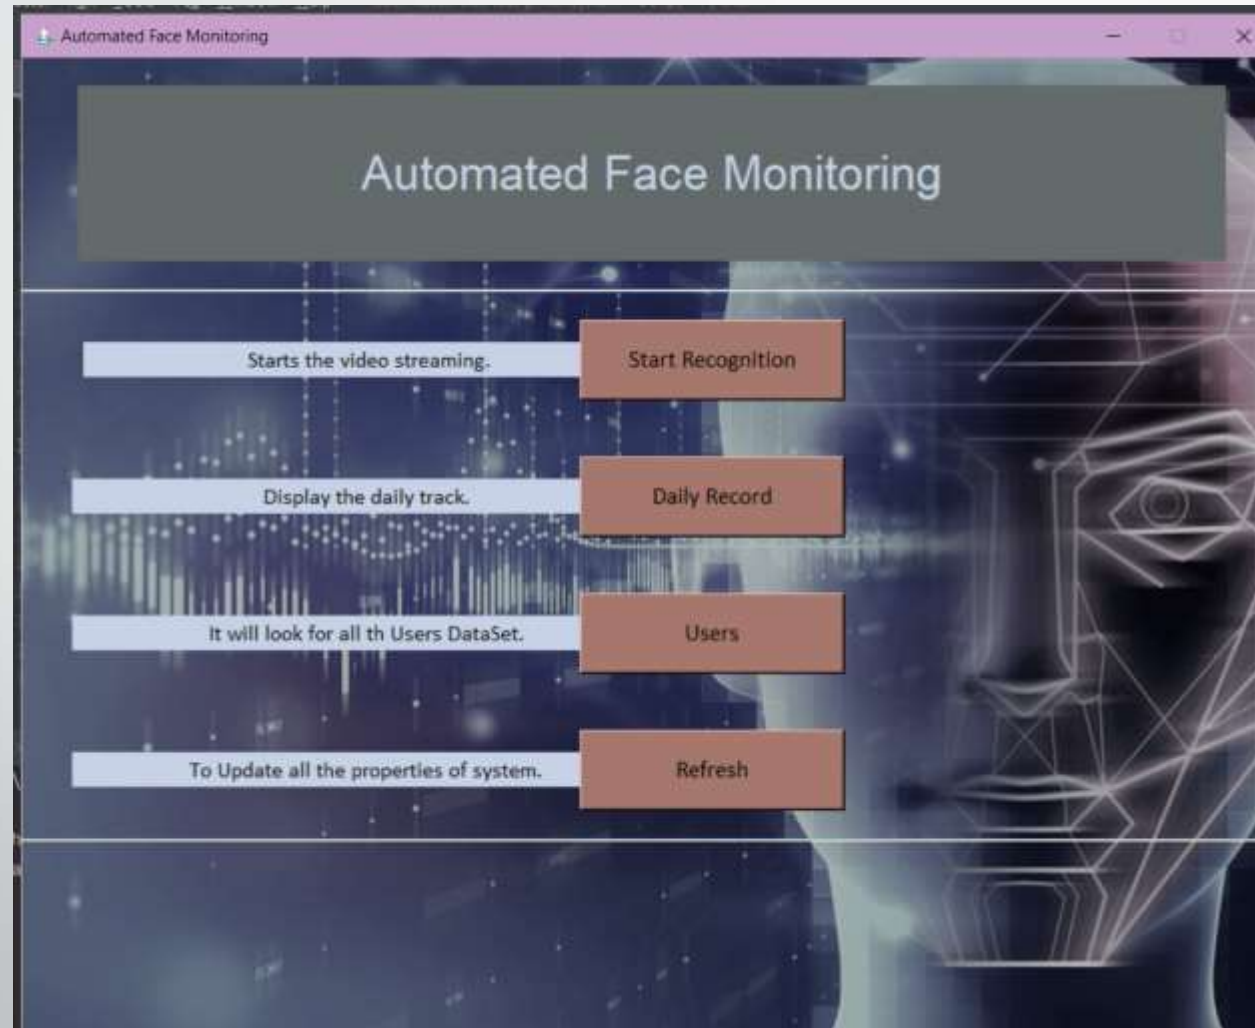 Automated Face Monitoring
Automated Face Monitoring
Starts the video streaming.
Start Recognition
Display the daily track.
Daily Record
It will look for all th Users DataSet.
Users
To Update all the properties of system.
Refresh